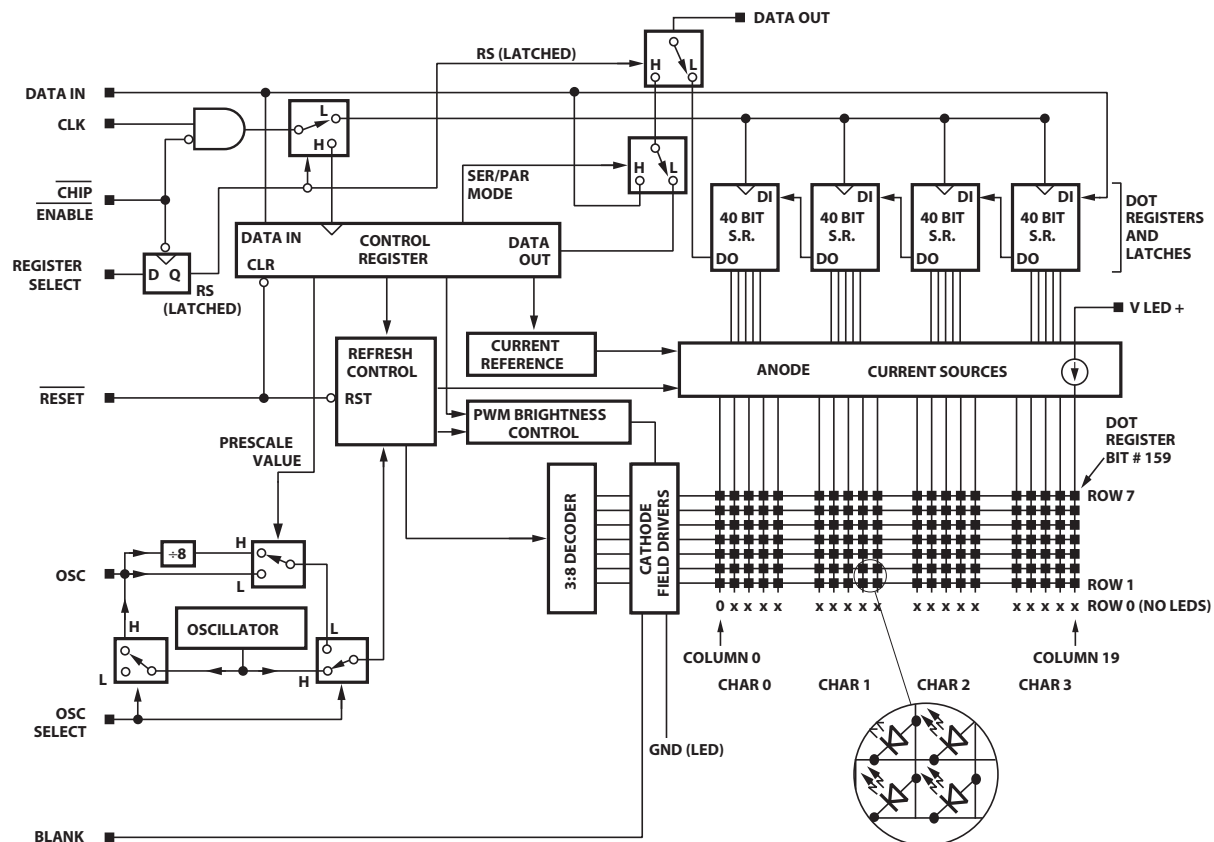 DATA OUT
RS (LATCHED)
H L
DATA IN
CLK
L
H
CHIP
ENABLE
SER/PAR
MODE
H L
DI
40 BIT
S.R.
DO
DI
40 BIT
S.R.
DO
DI
40 BIT
S.R.
DO
DI
40 BIT
S.R.
DO
DOT
REGISTERS
AND
LATCHES
DATA IN
CONTROL
REGISTER
DATA
OUT
CLR
REGISTER
SELECT
D Q
RS
(LATCHED)
V LED +
REFRESH
CONTROL
RST
CURRENT
REFERENCE
ANODE CURRENT SOURCES
RESET
PWM BRIGHTNESS
CONTROL
PRESCALE
VALUE
DOT
REGISTER
BIT # 159
3:8 DECODER
CATHODE
FIELD DRIVERS
ROW 7
ROW 1
0 x x x x x x x x x x x x x x x x x x x ROW 0 (NO LEDS)
÷8
H
L
OSC
OSCILLATOR
H
L
L
H
COLUMN 0
COLUMN 19
CHAR 0 CHAR 1 CHAR 2 CHAR 3
OSC
SELECT
GND (LED)
BLANK